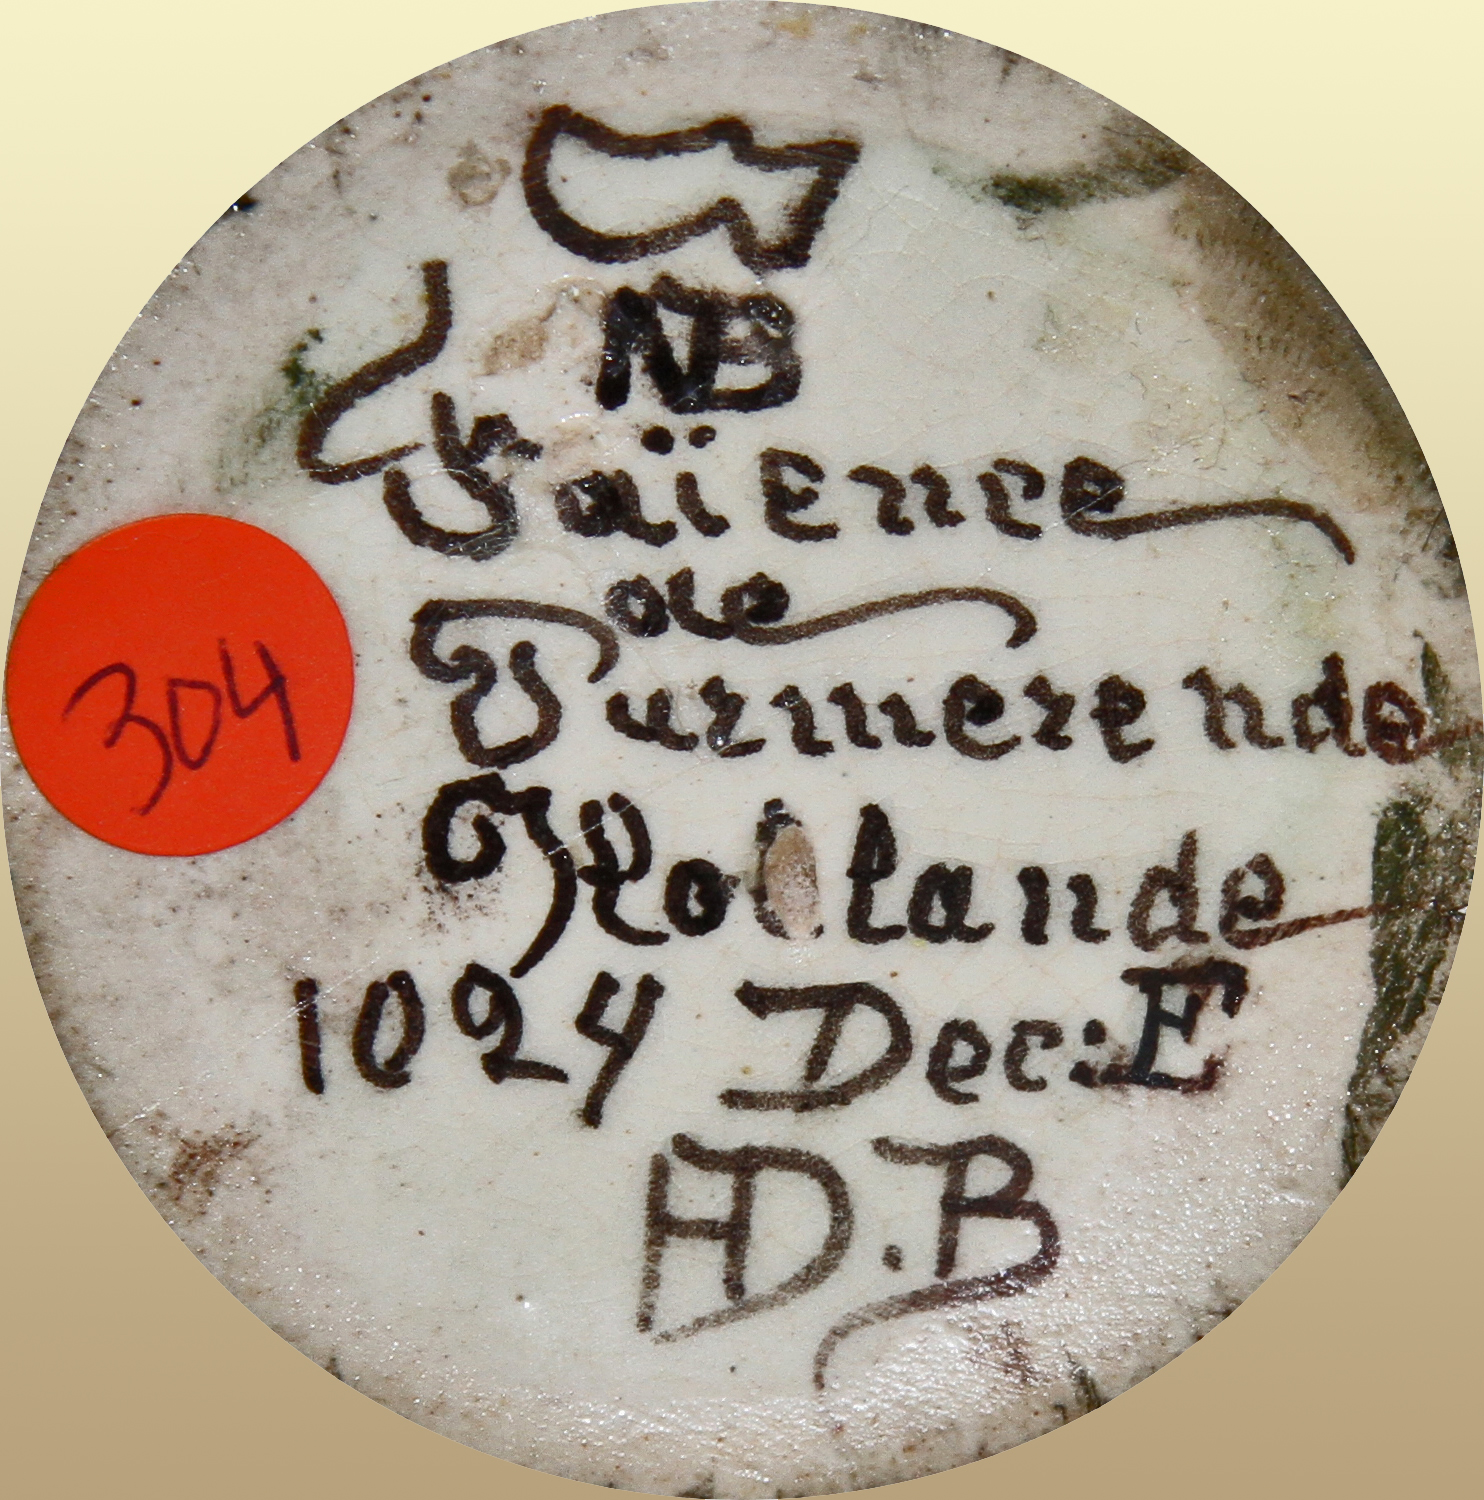 NB
Faïence
de
Purmerende
Hollande
304
1024 Dec:E
HD.B